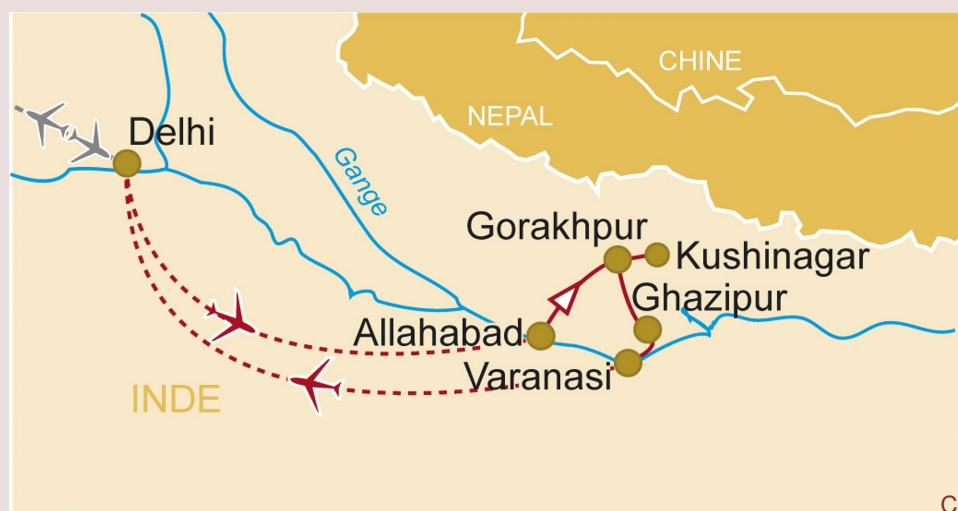 CHINE
NEPAL
Delhi
Gange
Gorakhpur
Kushinagar
Ghazipur
Allahabad
Varanasi
INDE
C